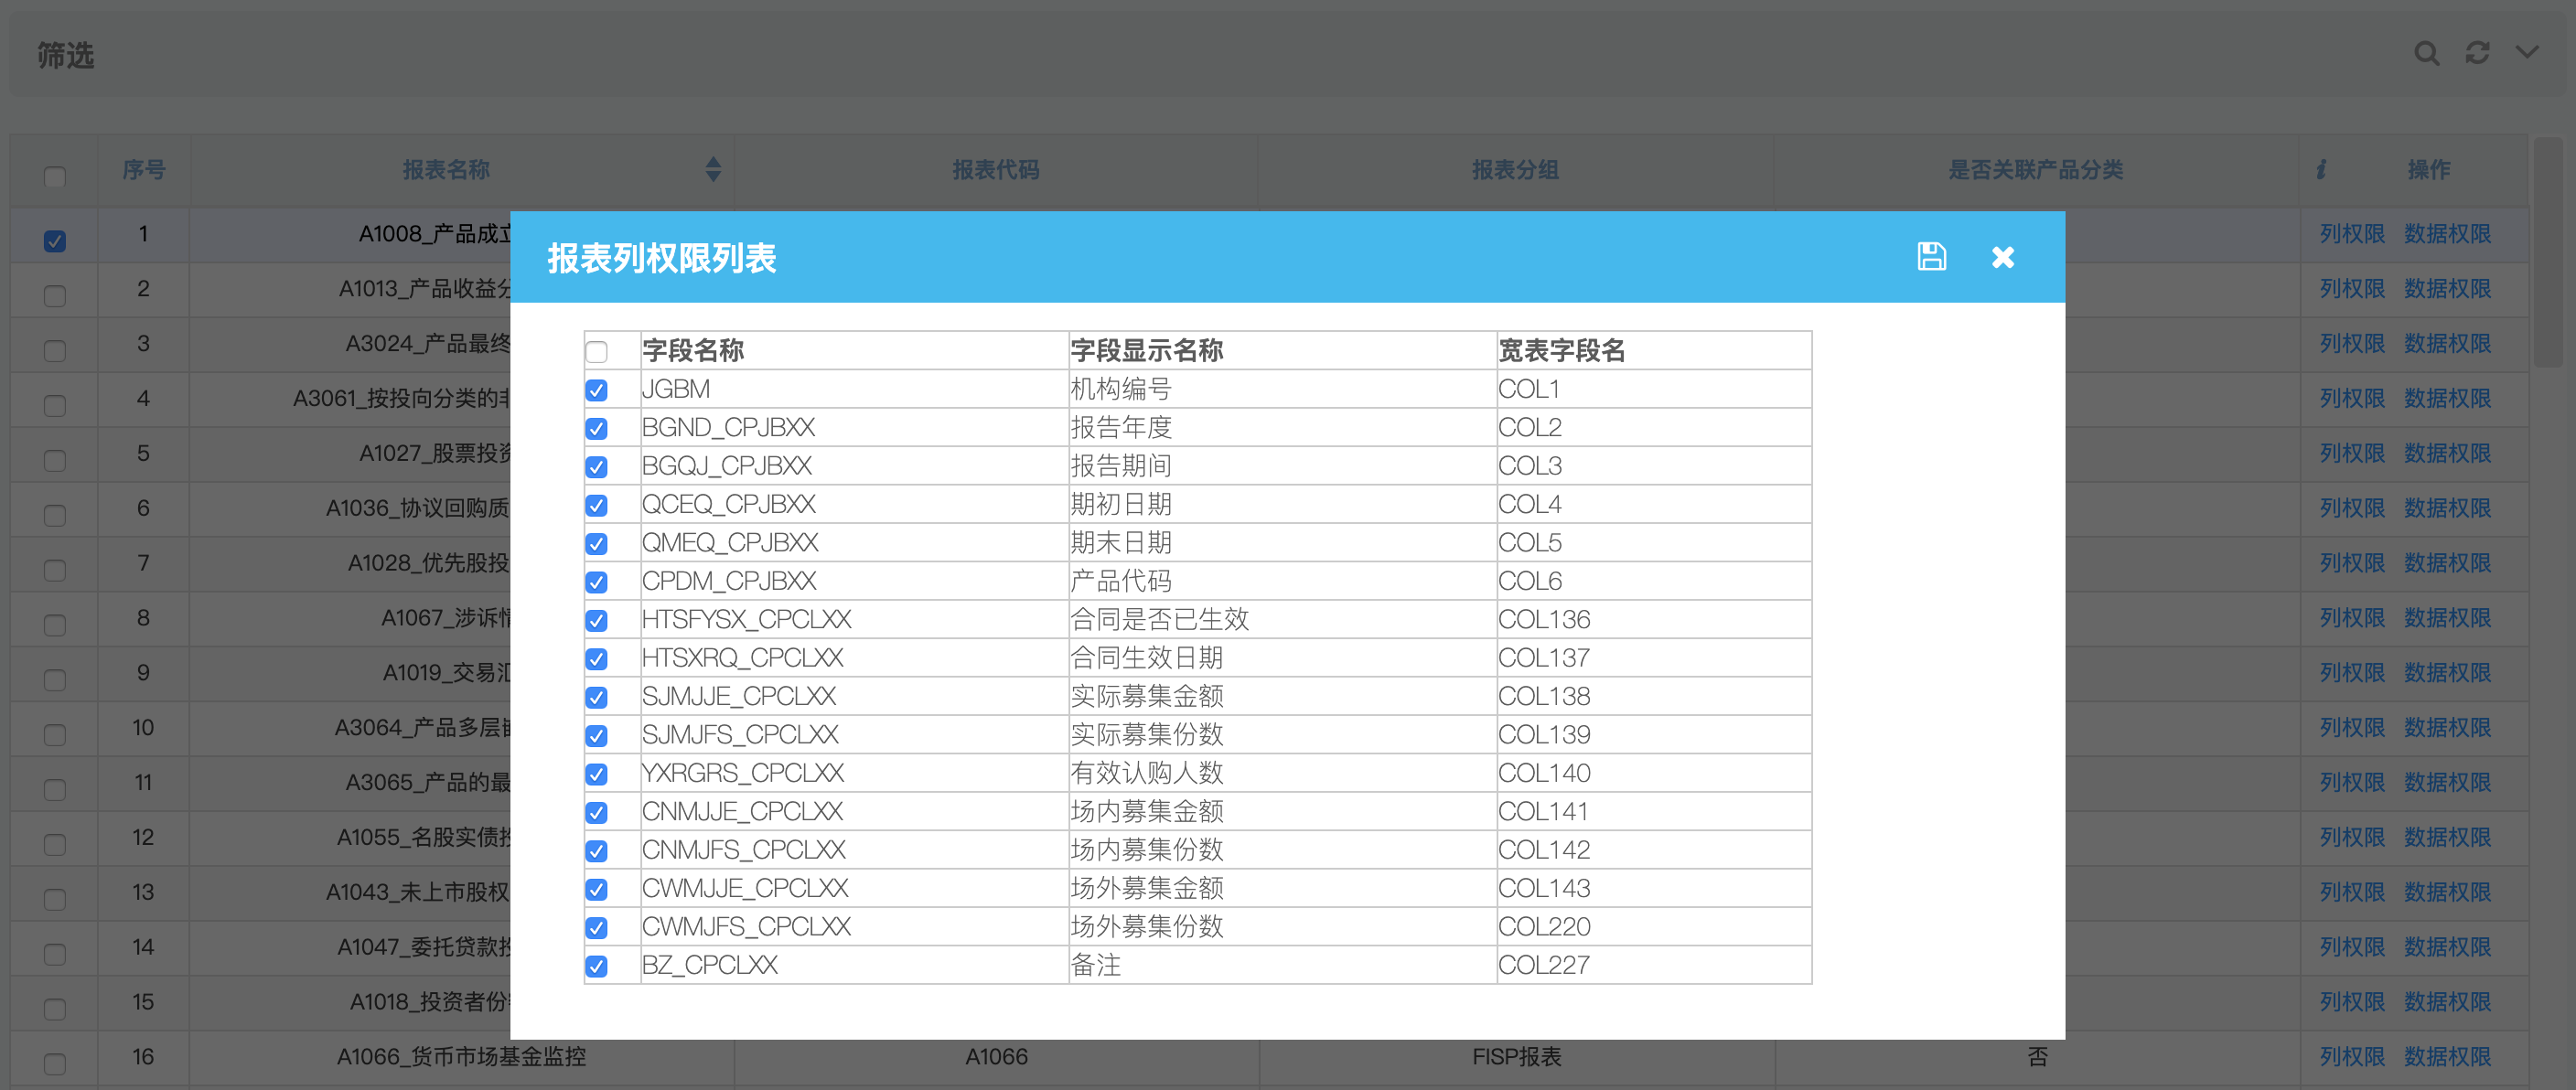 筛选
序号 报表名称 报表代码 报表分组 是否关联产品分类 i 操作
1 A1008_产品成立 列权限 数据权限
2 A1013_产品收益分 列权限 数据权限
3 A3024_产品最终 列权限 数据权限
4 A3061_按投向分类的非 列权限 数据权限
5 A1027_股票投资 列权限 数据权限
6 A1036_协议回购质 列权限 数据权限
7 A1028_优先股投 列权限 数据权限
8 A1067_涉诉情 列权限 数据权限
9 A1019_交易汇 列权限 数据权限
10 A3064_产品多层嵌 列权限 数据权限
11 A3065_产品的最 列权限 数据权限
12 A1055_名股实债投 列权限 数据权限
13 A1043_未上市股权 列权限 数据权限
14 A1047_委托贷款投 列权限 数据权限
15 A1018_投资者份额 列权限 数据权限
16 A1066_货币市场基金监控 A1066 FISP报表 否 列权限 数据权限
报表列权限列表
字段名称 字段显示名称 宽表字段名
JGBM 机构编号 COL1
BGND_CPJBXX 报告年度 COL2
BGQJ_CPJBXX 报告期间 COL3
QCEQ_CPJBXX 期初日期 COL4
QMEQ_CPJBXX 期末日期 COL5
CPDM_CPJBXX 产品代码 COL6
HTSFYSX_CPCLXX 合同是否已生效 COL136
HTSXRQ_CPCLXX 合同生效日期 COL137
SJMJJE_CPCLXX 实际募集金额 COL138
SJMJFS_CPCLXX 实际募集份数 COL139
YXRGRS_CPCLXX 有效认购人数 COL140
CNMJJE_CPCLXX 场内募集金额 COL141
CNMJFS_CPCLXX 场内募集份数 COL142
CWMJJE_CPCLXX 场外募集金额 COL143
CWMJFS_CPCLXX 场外募集份数 COL220
BZ_CPCLXX 备注 COL227